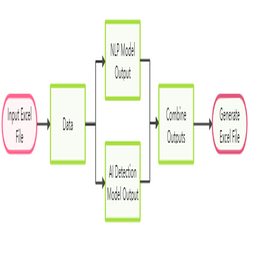 Input Excel
File
Data
NLP Model
Output
AI Detection
Model Output
Combine
Outputs
Generate
Excel File